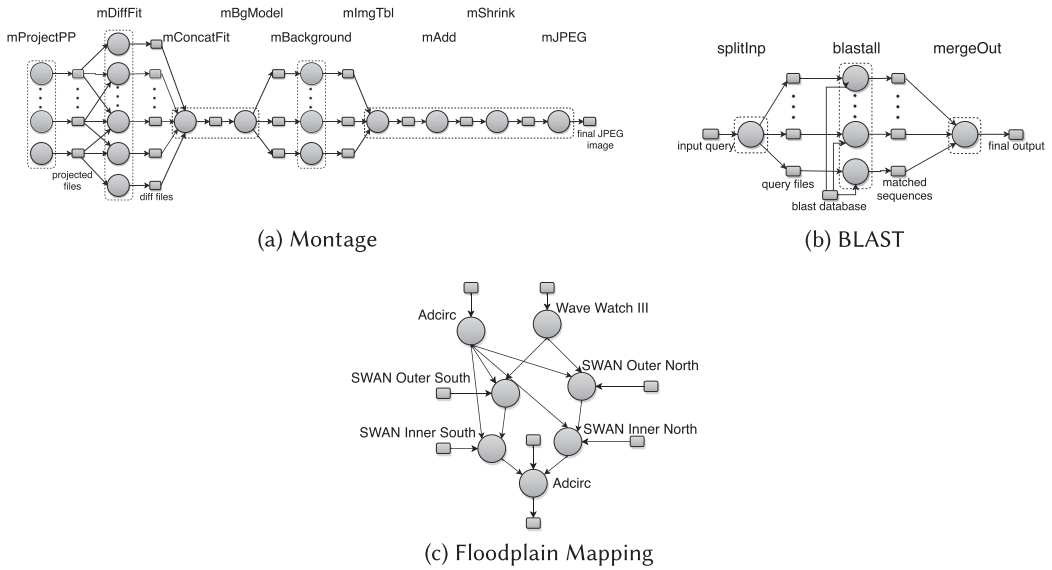 mDiffFit
mBgModel
mImgTbl
mShrink
mProjectPP
mConcatFit
mBackground
mAdd
mJPEG
projected
files
diff files
final JPEG
image
(a) Montage
splitInp
blastall
mergeOut
input query
final output
query files
matched
sequences
blast database
(b) BLAST
Adcirc
Wave Watch III
SWAN Outer South
SWAN Outer North
SWAN Inner South
SWAN Inner North
Adcirc
(c) Floodplain Mapping